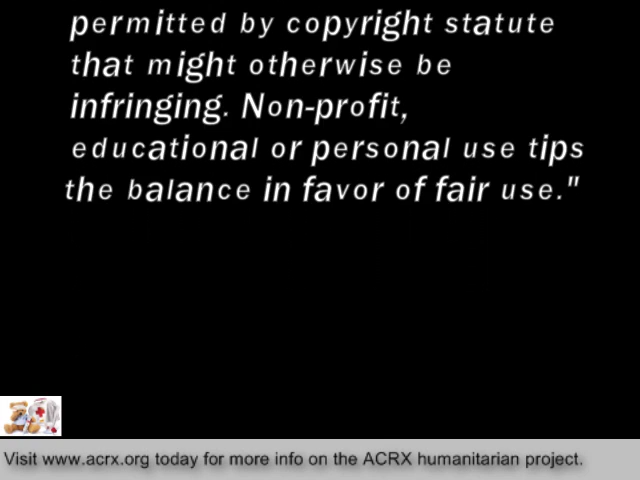 permitted by copyright statute
that might otherwise be
infringing. Non-profit,
educational or personal use tips
the balance in favor of fair use."
Visit www.acrx.org today for more info on the ACRX humanitarian project.